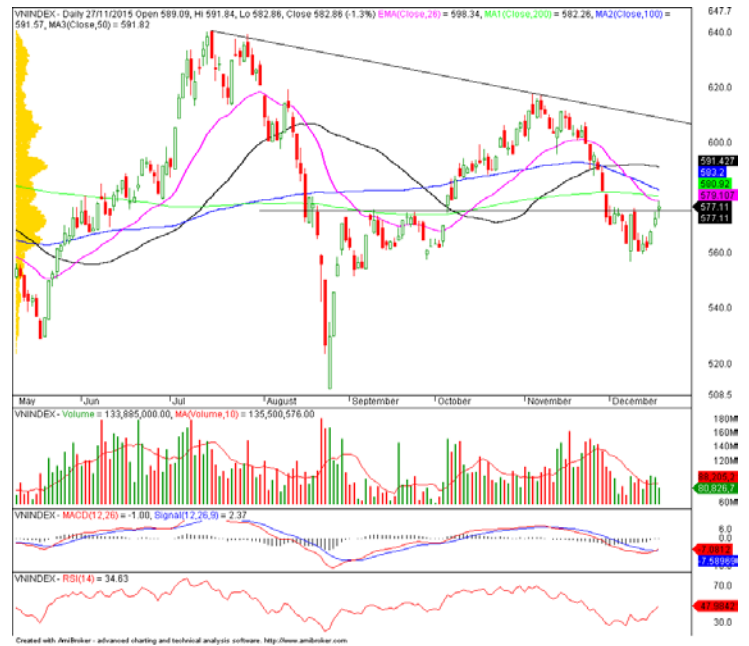 VNINDEX - Daily 27/11/2015 Open 589.09, Hi 591.84, Lo 582.86, Close 582.86 (-1.3%) EMA(Close,26) = 598.34, MA1(Close,200) = 582.26, MA2(Close,100) =
591.57, MA3(Close,50) = 591.82
647.7
640.0
620.0
600.0
591.427
577.11
577.11
560.0
540.0
520.0
508.5
May Jun Jul August September October November December
VNINDEX - Volume = 133,885,000.00, MA(Volume,10) = 135,500,576.00
180M
140M
120M
60M
VNINDEX - MACD(12,26) = -1.00, Signal(12,26,9) = 2.37
6.0
0.0
VNINDEX - RSI(14) = 34.63
70.0
30.0
Created with AmiBroker - advanced charting and technical analysis software. http://www.amibroker.com